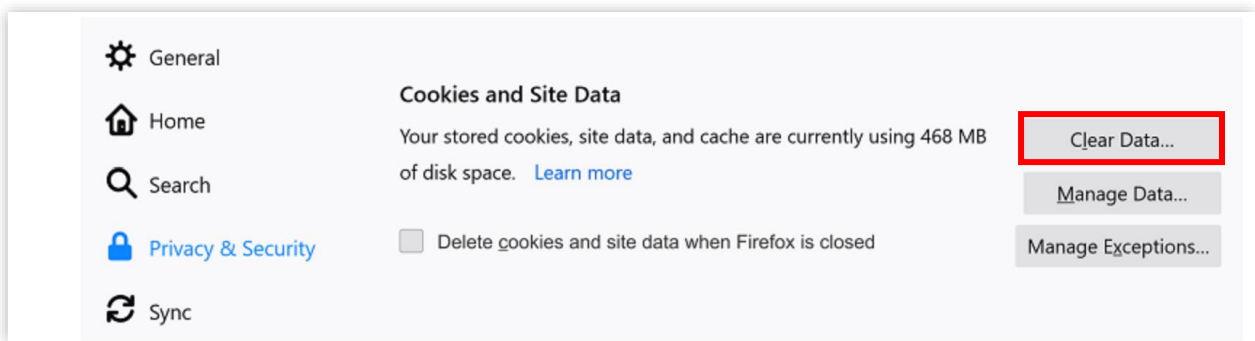 General
Home
Search
Privacy & Security
Sync
Cookies and Site Data
Your stored cookies, site data, and cache are currently using 468 MB
of disk space. Learn more
Delete cookies and site data when Firefox is closed
Clear Data...
Manage Data...
Manage Exceptions...